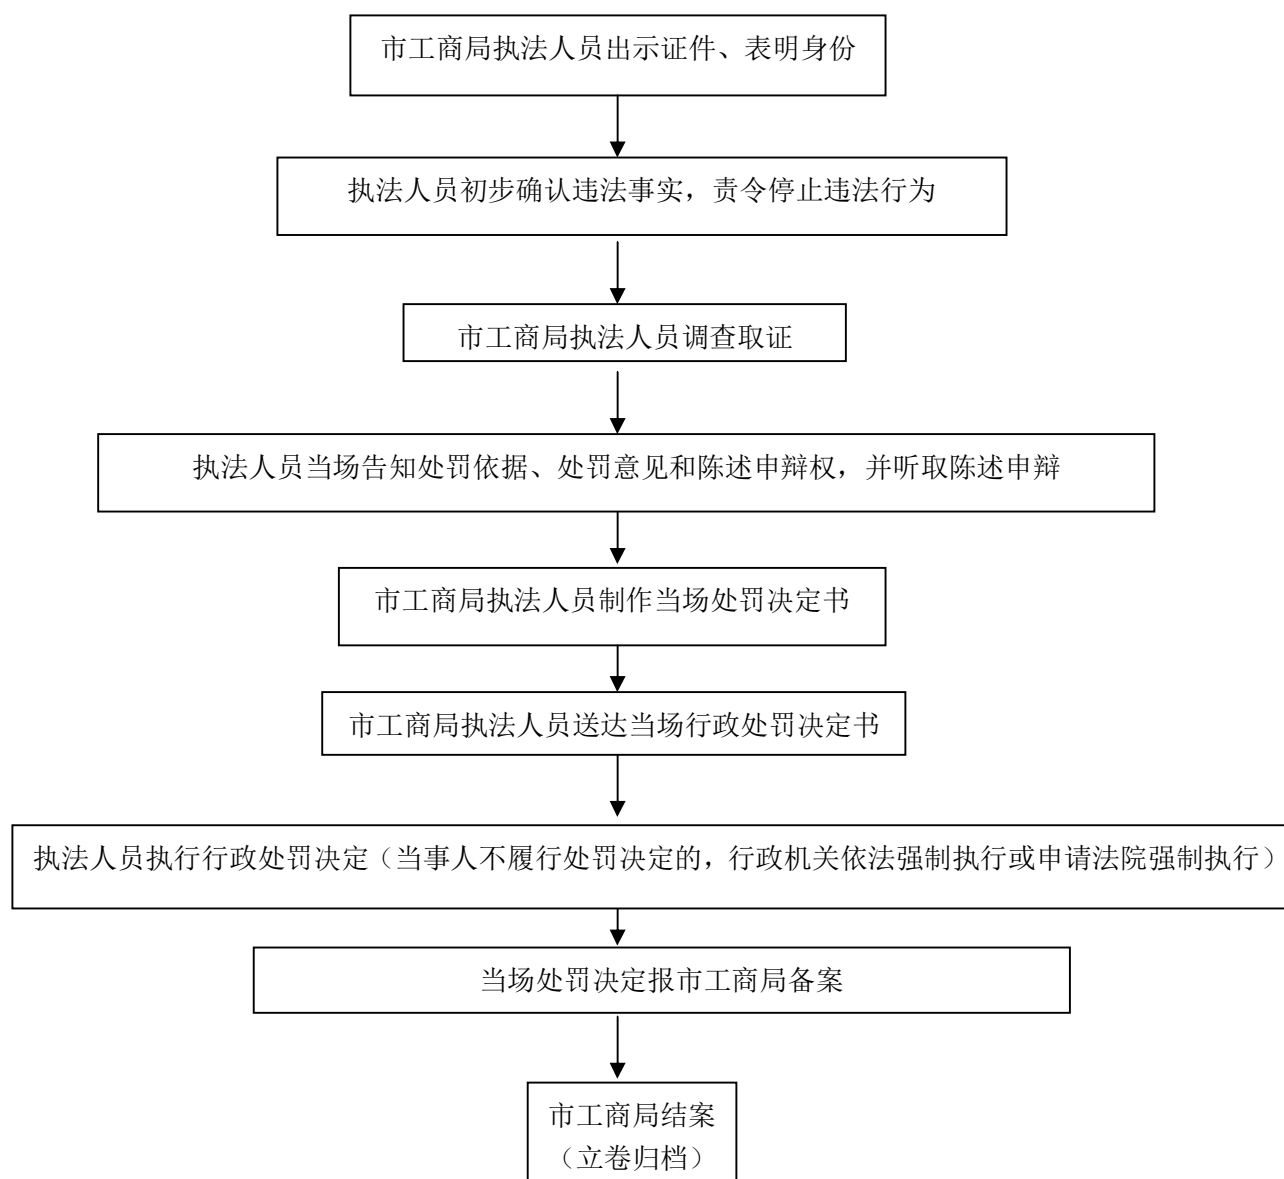 市工商局执法人员出示证件、表明身份
执法人员初步确认违法事实，责令停止违法行为
市工商局执法人员调查取证
执法人员当场告知处罚依据、处罚意见和陈述申辩权，并听取陈述申辩
市工商局执法人员制作当场处罚决定书
市工商局执法人员送达当场行政处罚决定书
执法人员执行行政处罚决定（当事人不履行处罚决定的，行政机关依法强制执行或申请法院强制执行）
当场处罚决定报市工商局备案
市工商局结案
（立卷归档）